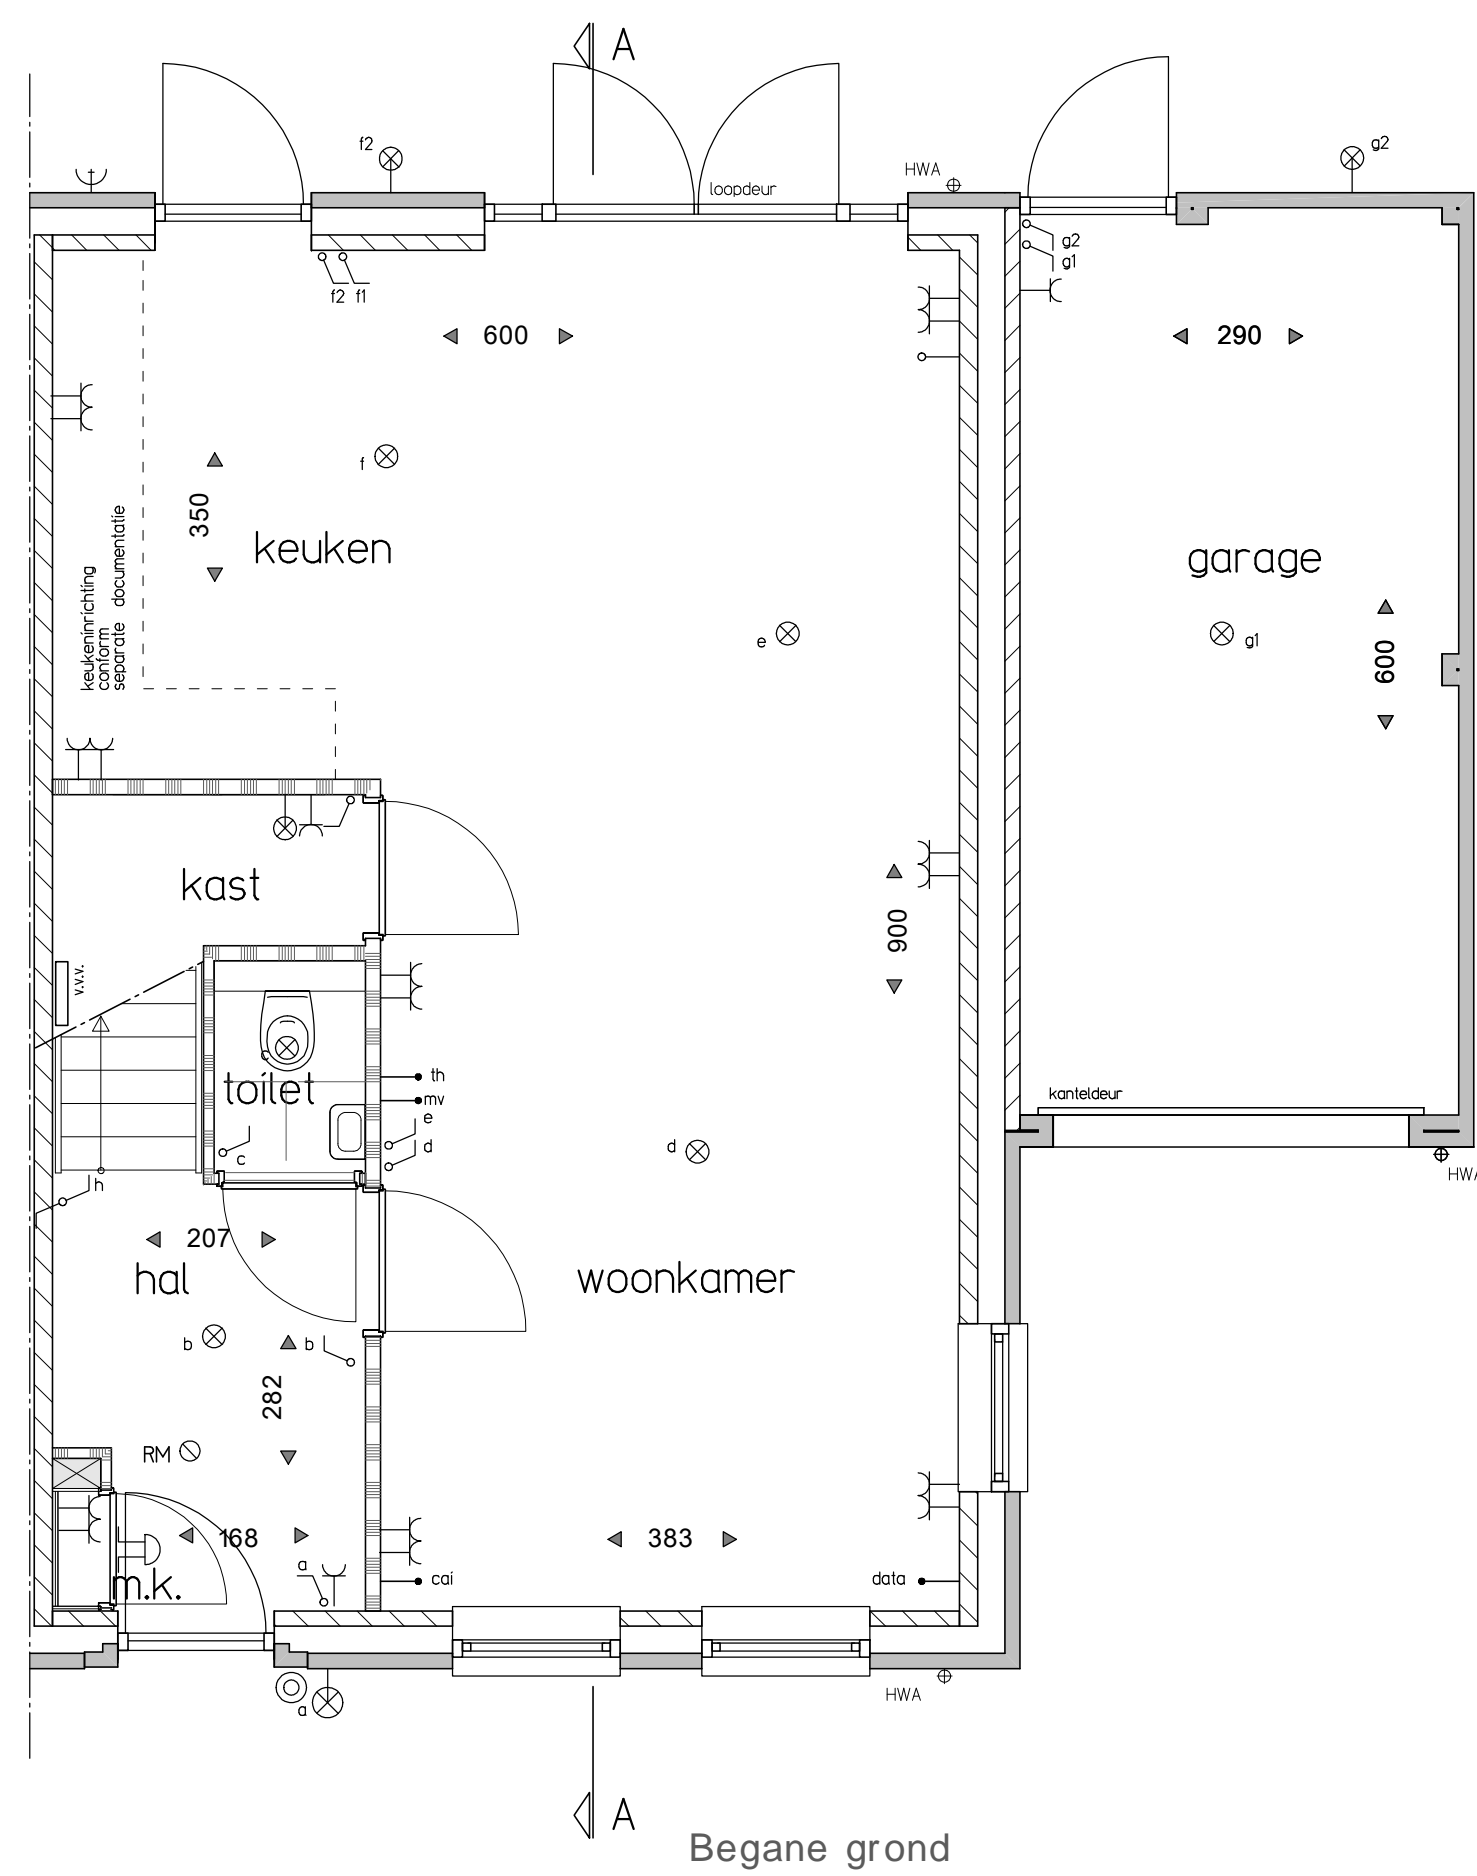 A
f2
g2
HWA
loopdeur
g2
g1
f2 f1
600
290
f
350
keuken
garage
keukeninrichting
conform
separate documentatie
e
g1
600
kast
900
v.v.v.
c
toilet
th
mv
e
d
kanteldeur
c
d
HWA
h
207
hal
woonkamer
b
b
282
RM
168
383
a
cai
data
m.k.
HWA
a
A
Begane grond